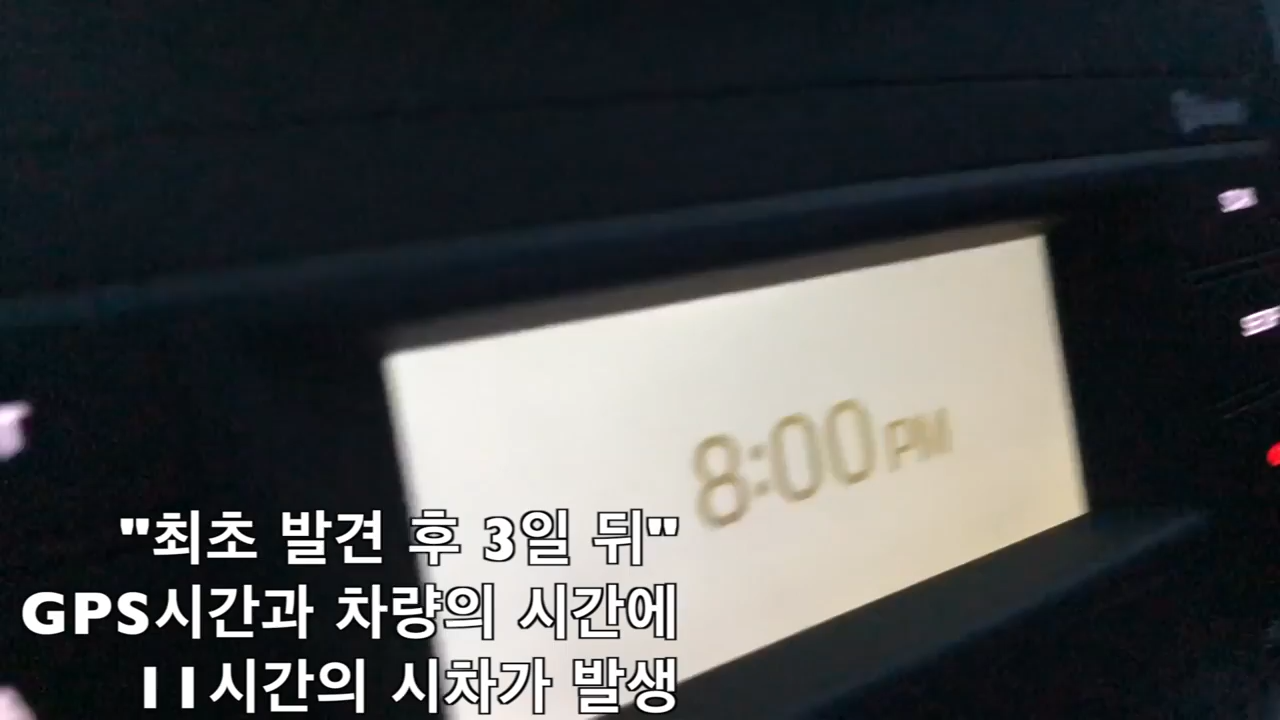 8:00 PM
"최초 발견 후 3일 뒤"
GPS시간과 차량의 시간에
11시간의 시차가 발생